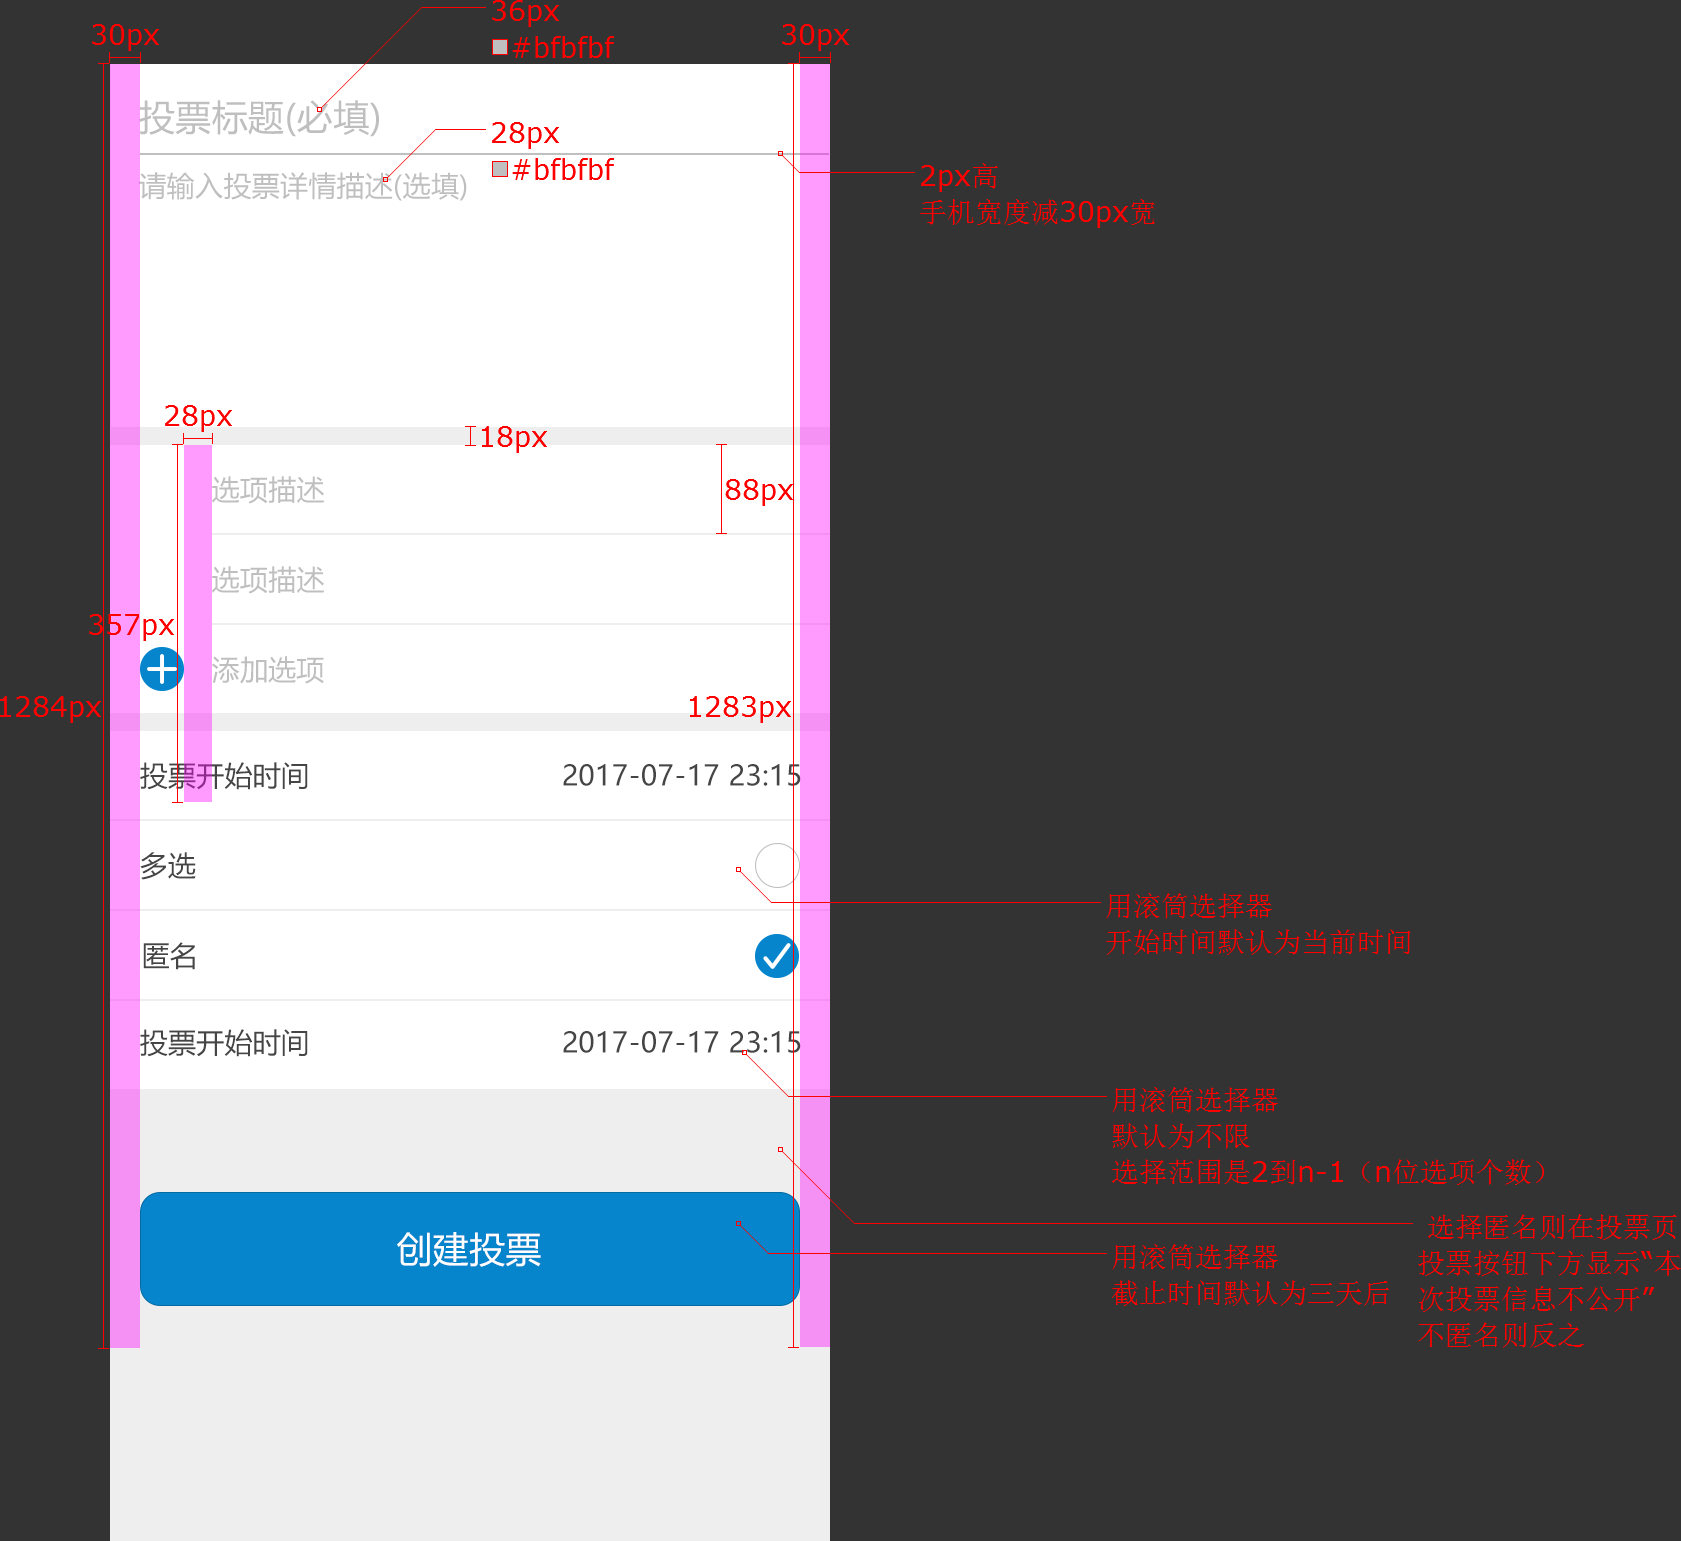 36px
30px
30px
#bfbfbf
投票标题(必填)
28px
#bfbfbf
2px高
手机宽度减30px宽
请输入投票详情描述(选填)
28px
18px
选项描述
88px
选项描述
357px
添加选项
1284px
1283px
投票开始时间
2017-07-17 23:15
多选
用滚筒选择器
开始时间默认为当前时间
匿名
投票开始时间
2017-07-17 23:15
用滚筒选择器
默认为不限
选择范围是2到n-1（n位选项个数）
创建投票
用滚筒选择器
截止时间默认为三天后
选择匿名则在投票页
投票按钮下方显示“本
次投票信息不公开”
不匿名则反之